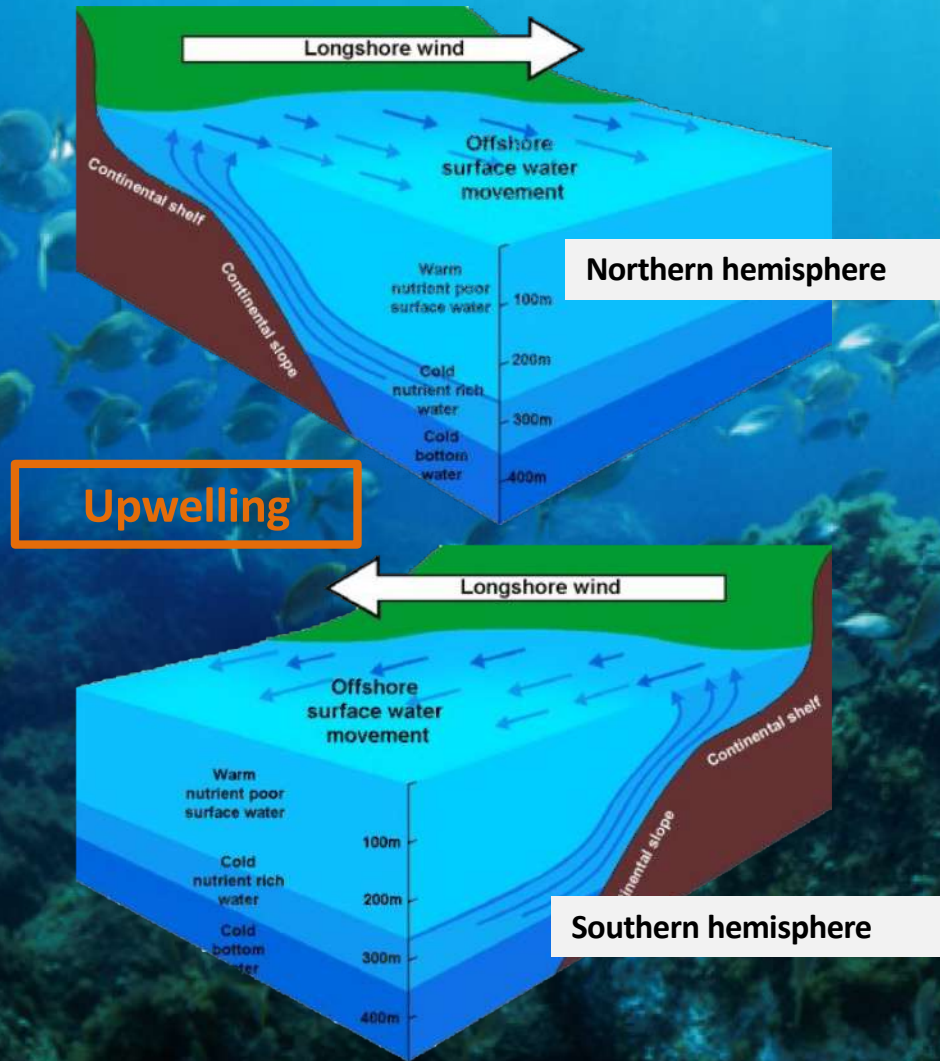 Longshore wind
Offshore
surface water
movement
Continental shelf
Continental slope
Warm
nutrient poor
surface water
100m
200m
300m
400m
Cold
nutrient rich
water
Cold
bottom
water
Northern hemisphere
Upwelling
Longshore wind
Offshore
surface water
movement
Continental shelf
Warm
nutrient poor
surface water
Cold
nutrient rich
water
Cold
bottom
100m
200m
300m
400m
slope
Southern hemisphere